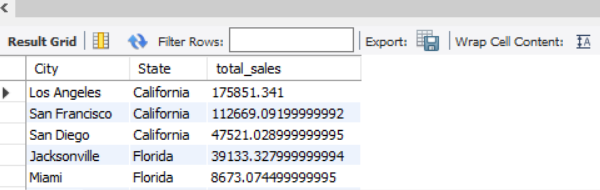 Result Grid Filter Rows: Export: Wrap Cell Content:
City State total_sales
Los Angeles California 175851.341
San Francisco California 112669.09199999992
San Diego California 47521.028999999995
Jacksonville Florida 39133.327999999994
Miami Florida 8673.074499999995